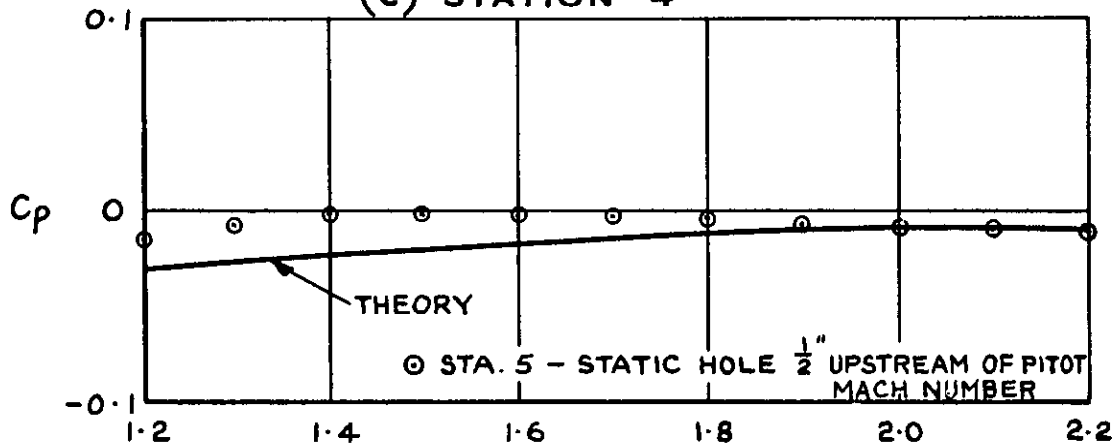 (C) STATION 4
0·1
Cp 0
THEORY
⊙ STA. 5 – STATIC HOLE 1/2" UPSTREAM OF PITOT
MACH NUMBER
-0·1
1·2 1·4 1·6 1·8 2·0 2·2